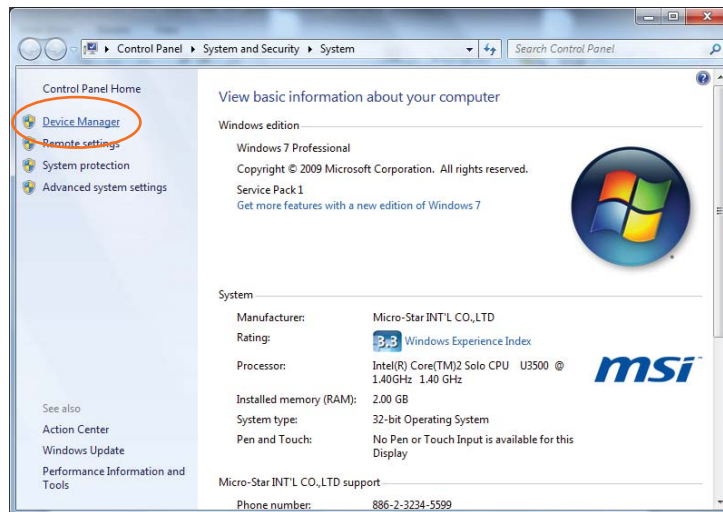 Control Panel ▸ System and Security ▸ System
Search Control Panel
Control Panel Home
Device Manager
Remote settings
System protection
Advanced system settings
See also
Action Center
Windows Update
Performance Information and
Tools
View basic information about your computer
Windows edition
Windows 7 Professional
Copyright © 2009 Microsoft Corporation. All rights reserved.
Service Pack 1
Get more features with a new edition of Windows 7
System
Manufacturer: Micro-Star INT'L CO.,LTD
Rating: 3.3 Windows Experience Index
Processor: Intel(R) Core(TM)2 Solo CPU U3500 @
1.40GHz 1.40 GHz
Installed memory (RAM): 2.00 GB
System type: 32-bit Operating System
Pen and Touch: No Pen or Touch Input is available for this
Display
msi
Micro-Star INT'L CO.,LTD support
Phone number: 886-2-3234-5599